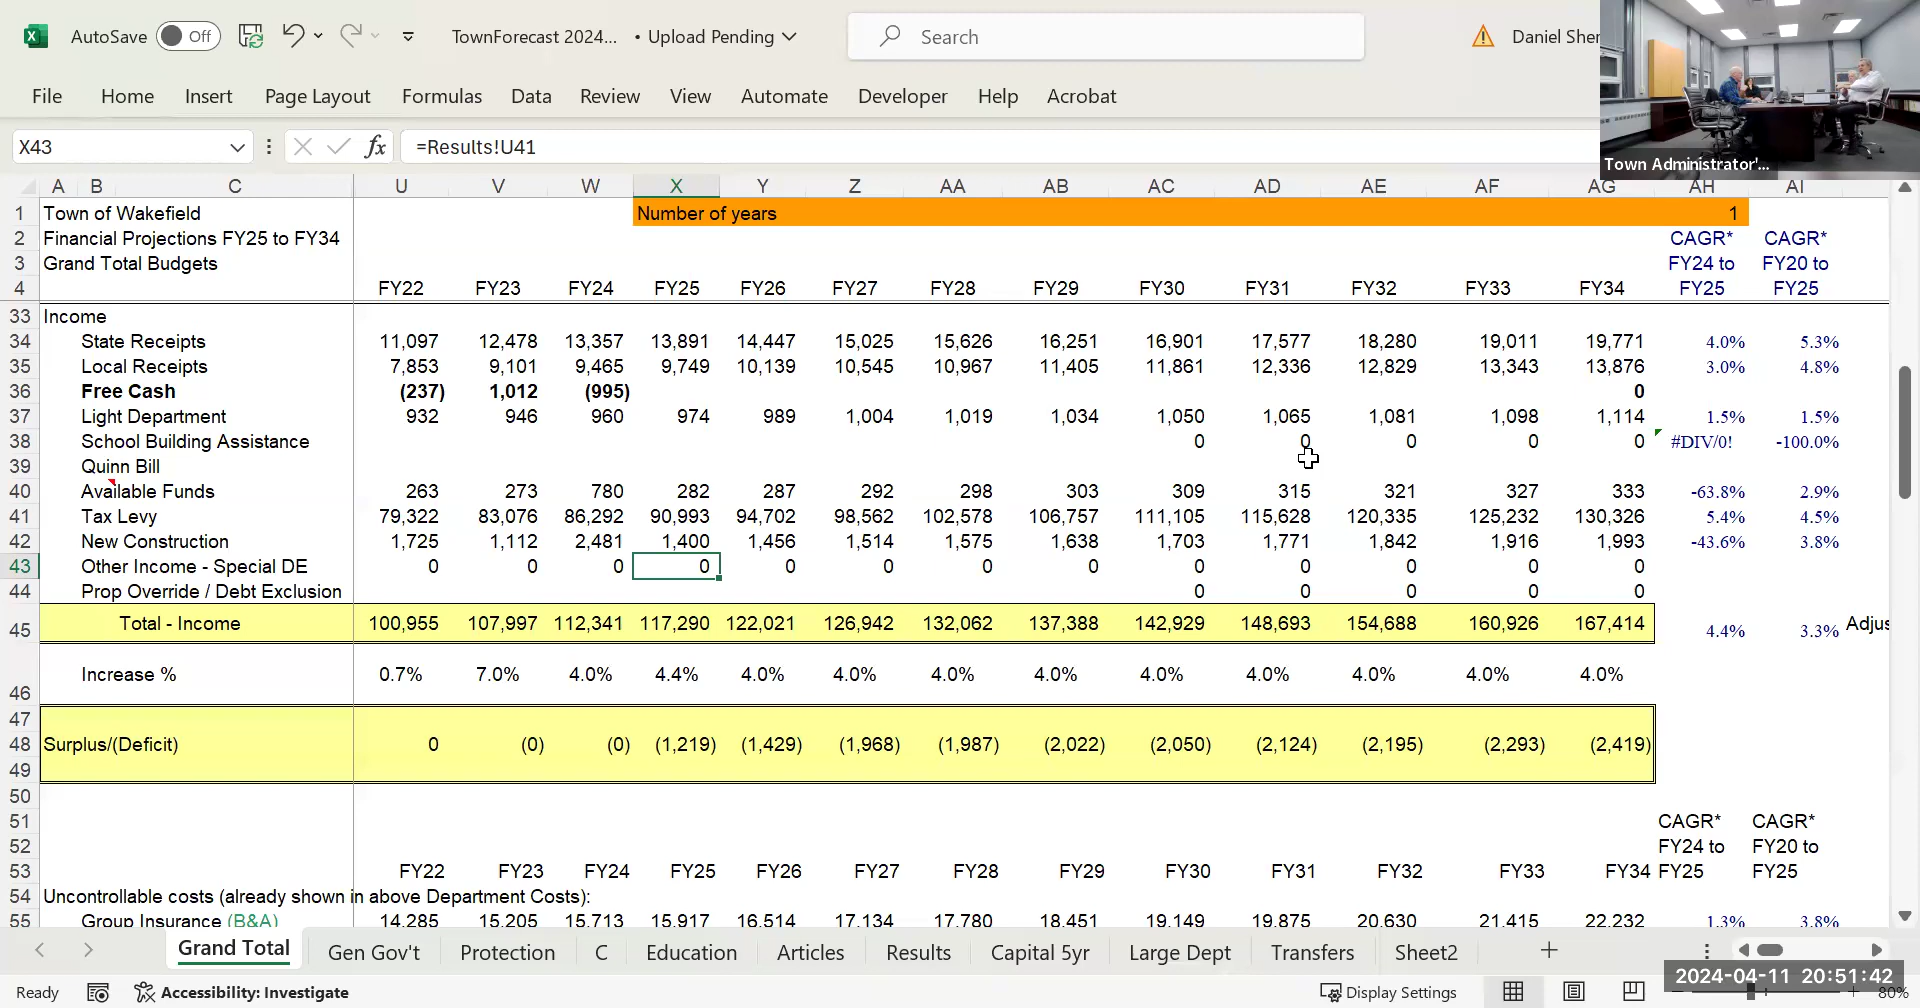 AutoSave Off TownForecast 2024... • Upload Pending Search Daniel Sher
File Home Insert Page Layout Formulas Data Review View Automate Developer Help Acrobat
X43 fx =Results!U41
Town Administrator'...
A B C U V W X Y Z AA AB AC AD AE AF AG AH AI
1 Town of Wakefield Number of years 1
2 Financial Projections FY25 to FY34 CAGR* CAGR*
3 Grand Total Budgets FY24 to FY20 to
4 FY22 FY23 FY24 FY25 FY26 FY27 FY28 FY29 FY30 FY31 FY32 FY33 FY34 FY25 FY25
33 Income
34 State Receipts 11,097 12,478 13,357 13,891 14,447 15,025 15,626 16,251 16,901 17,577 18,280 19,011 19,771 4.0% 5.3%
35 Local Receipts 7,853 9,101 9,465 9,749 10,139 10,545 10,967 11,405 11,861 12,336 12,829 13,343 13,876 3.0% 4.8%
36 Free Cash (237) 1,012 (995) 0
37 Light Department 932 946 960 974 989 1,004 1,019 1,034 1,050 1,065 1,081 1,098 1,114 1.5% 1.5%
38 School Building Assistance 0 0 0 0 0 #DIV/0! -100.0%
39 Quinn Bill
40 Available Funds 263 273 780 282 287 292 298 303 309 315 321 327 333 -63.8% 2.9%
41 Tax Levy 79,322 83,076 86,292 90,993 94,702 98,562 102,578 106,757 111,105 115,628 120,335 125,232 130,326 5.4% 4.5%
42 New Construction 1,725 1,112 2,481 1,400 1,456 1,514 1,575 1,638 1,703 1,771 1,842 1,916 1,993 -43.6% 3.8%
43 Other Income - Special DE 0 0 0 0 0 0 0 0 0 0 0 0 0
44 Prop Override / Debt Exclusion 0 0 0 0 0
45 Total - Income 100,955 107,997 112,341 117,290 122,021 126,942 132,062 137,388 142,929 148,693 154,688 160,926 167,414 4.4% 3.3% Adjus
46 Increase % 0.7% 7.0% 4.0% 4.4% 4.0% 4.0% 4.0% 4.0% 4.0% 4.0% 4.0% 4.0% 4.0%
47
48 Surplus/(Deficit) 0 (0) (0) (1,219) (1,429) (1,968) (1,987) (2,022) (2,050) (2,124) (2,195) (2,293) (2,419)
49
50
51 CAGR* CAGR*
52 FY24 to FY20 to
53 FY22 FY23 FY24 FY25 FY26 FY27 FY28 FY29 FY30 FY31 FY32 FY33 FY34 FY25 FY25
54 Uncontrollable costs (already shown in above Department Costs):
55 Group Insurance (B&A) 14,285 15,205 15,713 15,917 16,514 17,134 17,780 18,451 19,149 19,875 20,630 21,415 22,232 1.3% 3.8%
Grand Total Gen Gov't Protection C Education Articles Results Capital 5yr Large Dept Transfers Sheet2
2024-04-11 20:51:42
Ready Accessibility: Investigate Display Settings 80%